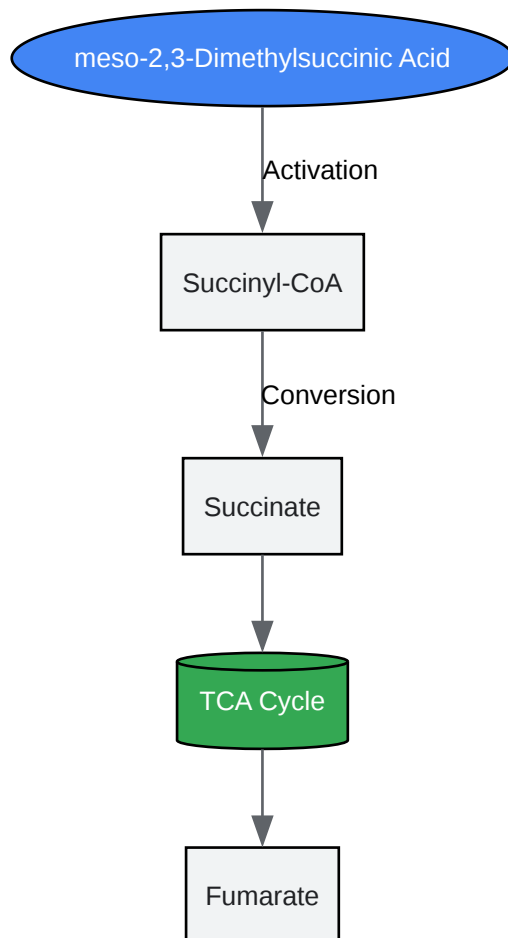 meso-2,3-Dimethylsuccinic Acid
Activation
Succinyl-CoA
Conversion
Succinate
TCA Cycle
Fumarate